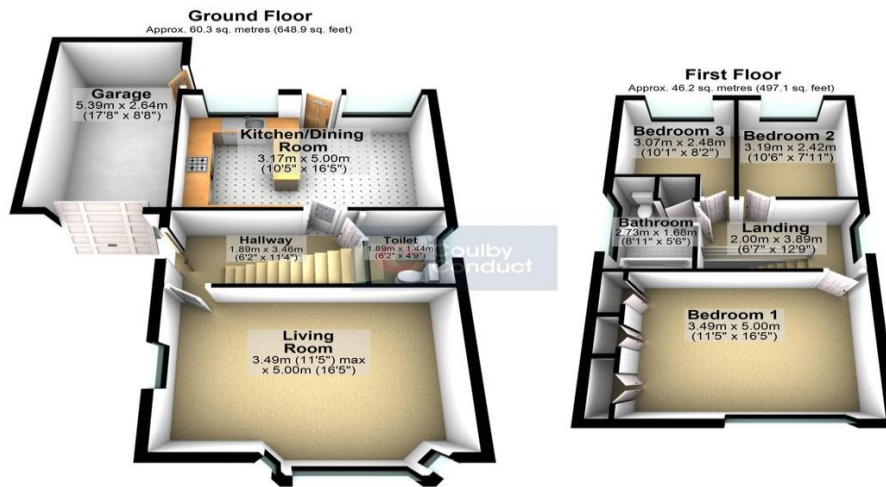 Ground Floor
Approx. 60.3 sq. metres (648.9 sq. feet)
Garage
5.39m x 2.64m
(17'8" x 8'8")
Kitchen/Dining
Room
3.17m x 5.00m
(10'5" x 16'5")
Hallway
1.89m x 3.46m
(6'2" x 11'4")
Toilet
1.89m x 1.44m
(6'2" x 4'9")
Living
Room
3.49m (11'5") max
x 5.00m (16'5")
Coulby
Conduct
First Floor
Approx. 46.2 sq. metres (497.1 sq. feet)
Bedroom 3
3.07m x 2.48m
(10'1" x 8'2")
Bedroom 2
3.19m x 2.42m
(10'6" x 7'11")
Bathroom
2.73m x 1.68m
(8'11" x 5'6")
Landing
2.00m x 3.89m
(6'7" x 12'9")
Bedroom 1
3.49m x 5.00m
(11'5" x 16'5")